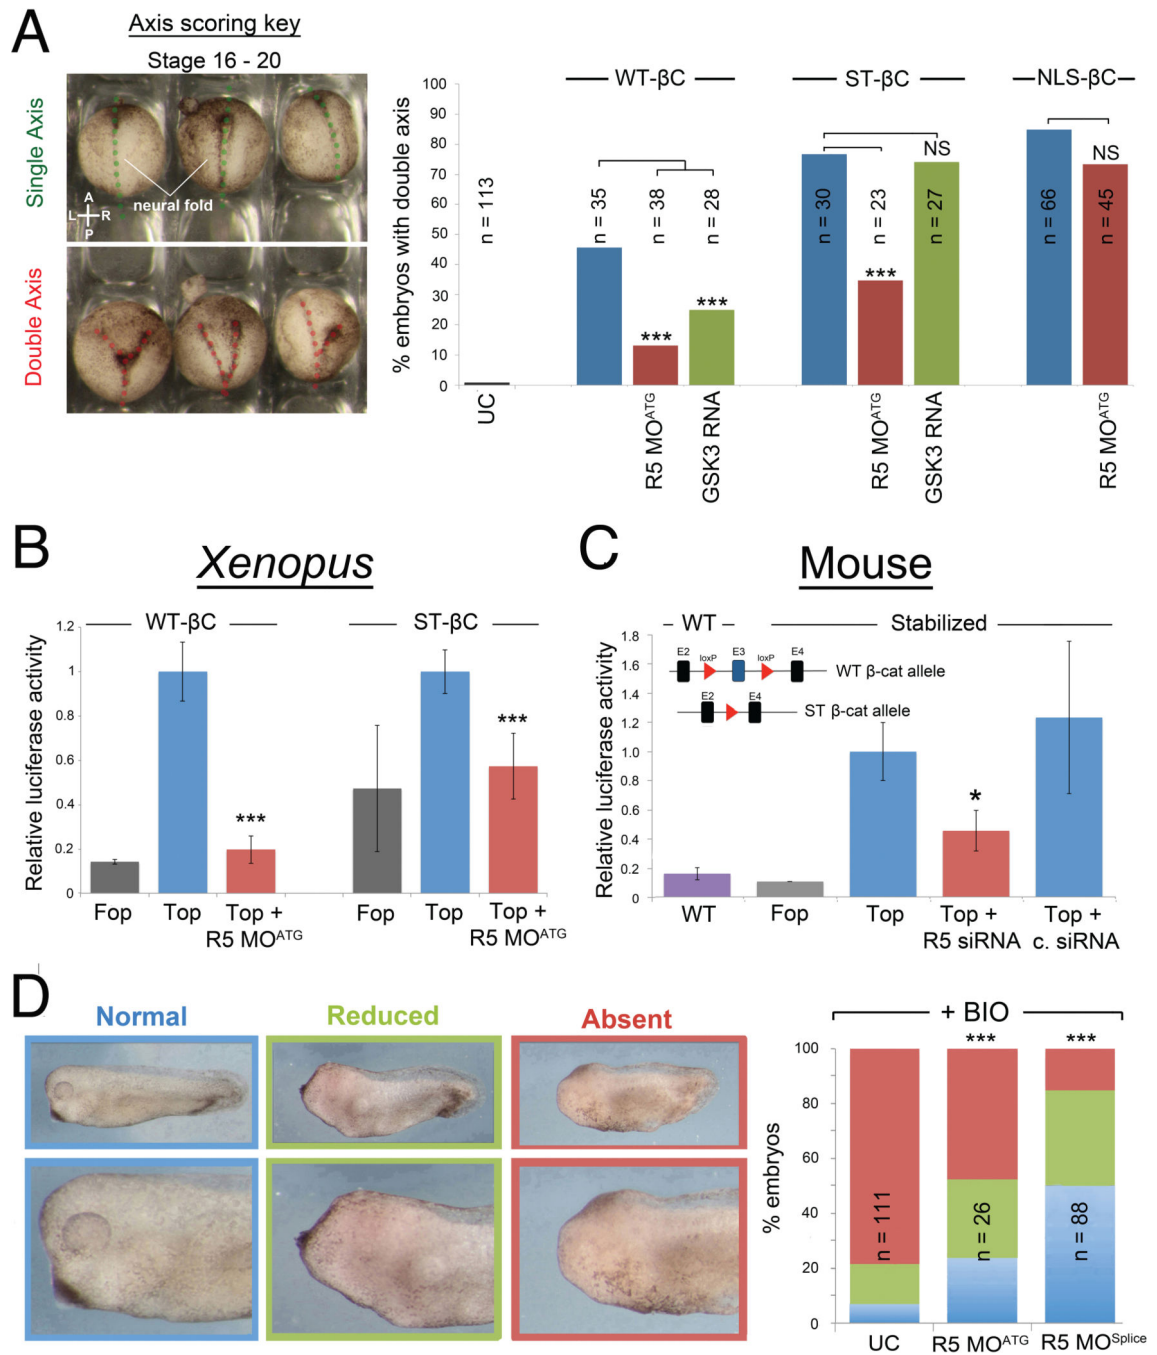 A
Axis scoring key
Stage 16 - 20
Single Axis
neural fold
A
L R
P
Double Axis
% embryos with double axis
100
90
80
70
60
50
40
30
20
10
0
WT-βC
ST-βC
NLS-βC
n = 113
n = 35
n = 38
n = 28
n = 30
n = 23
n = 27
n = 66
n = 45
***
***
***
NS
NS
UC
R5 MOATG
GSK3 RNA
R5 MOATG
GSK3 RNA
R5 MOATG
B
Xenopus
Relative luciferase activity
WT-βC
ST-βC
1.2
1
0.8
0.6
0.4
0.2
0
***
***
Fop
Top
Top +
R5 MOATG
Fop
Top
Top +
R5 MOATG
C
Mouse
Relative luciferase activity
WT
Stabilized
1.8
1.6
1.4
1.2
1.0
0.8
0.6
0.4
0.2
0
E2 loxP E3 loxP E4
WT β-cat allele
E2 E4
ST β-cat allele
*
WT
Fop
Top
Top +
R5 siRNA
Top +
c. siRNA
D
Normal
Reduced
Absent
+ BIO
*** ***
% embryos
100
80
60
40
20
0
n = 111
n = 26
n = 88
UC
R5 MOATG
R5 MOSplice